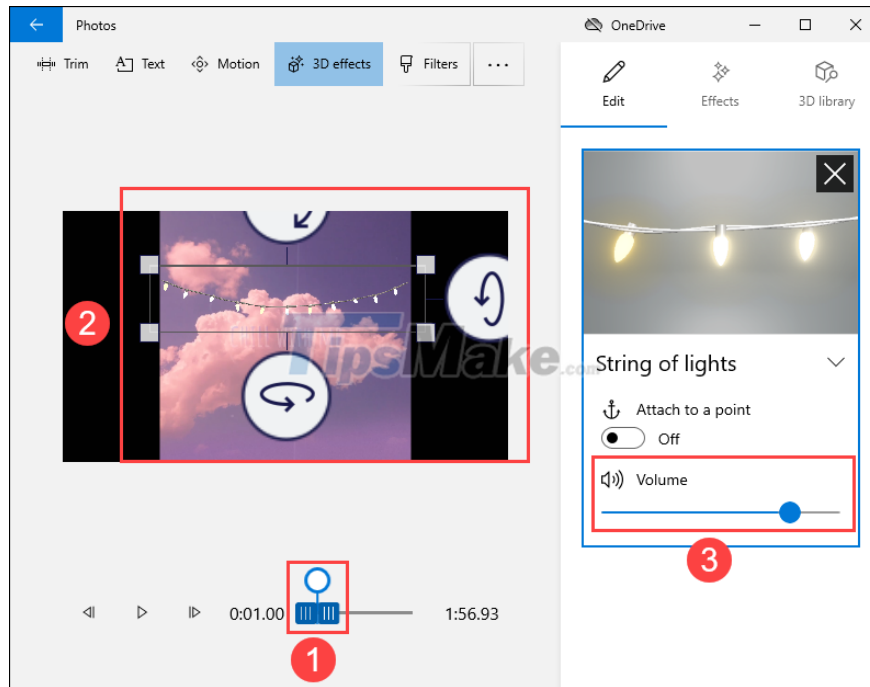 Photos
OneDrive
Trim
Text
Motion
3D effects
Filters
Edit
Effects
3D library
2
TipsMake.com
String of lights
Attach to a point
Off
Volume
3
0:01.00
1:56.93
1